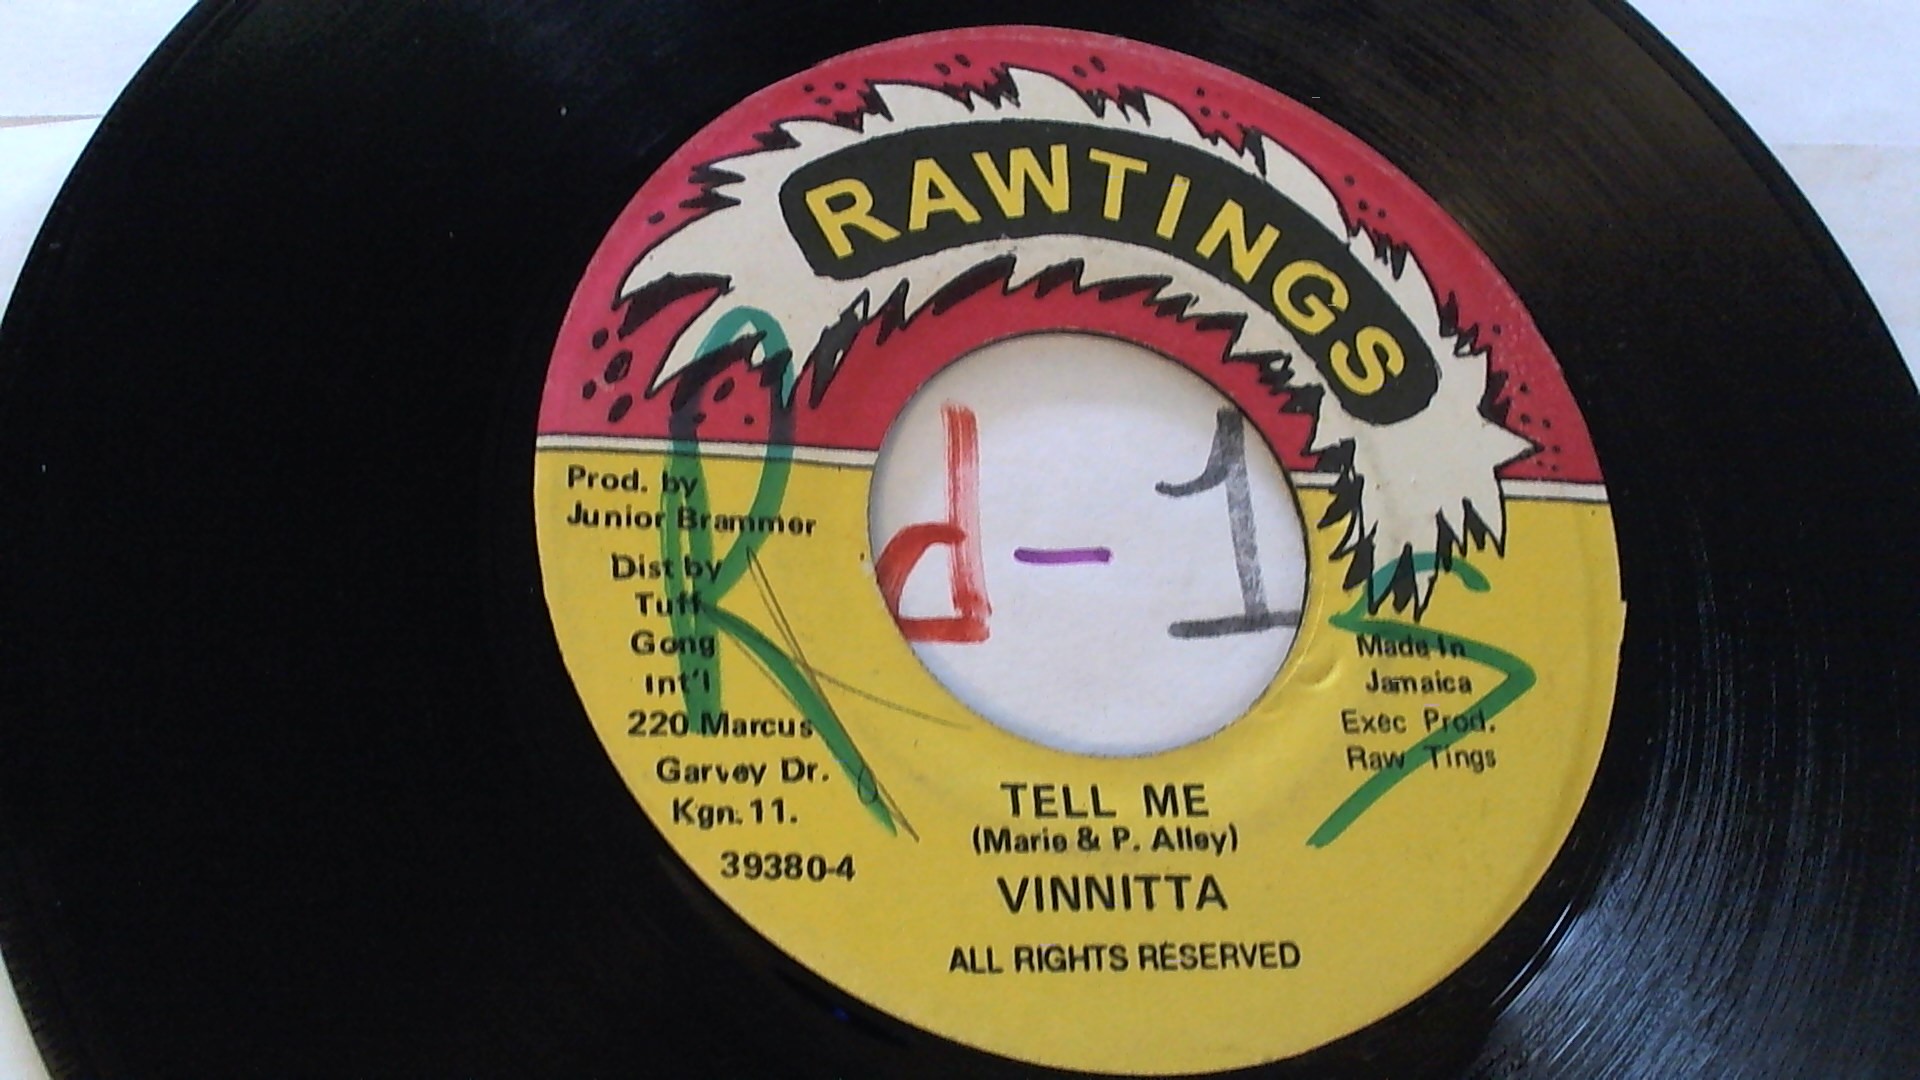 RAWTINGS
R
d - 1
S
Prod. by
Junior Brammer
Dist by
Tuff
Gong
Int'l
220 Marcus
Garvey Dr.
Kgn. 11.
39380-4
Made In
Jamaica
Exec Prod.
Raw Tings
TELL ME
(Marie & P. Alley)
VINNITTA
ALL RIGHTS RESERVED